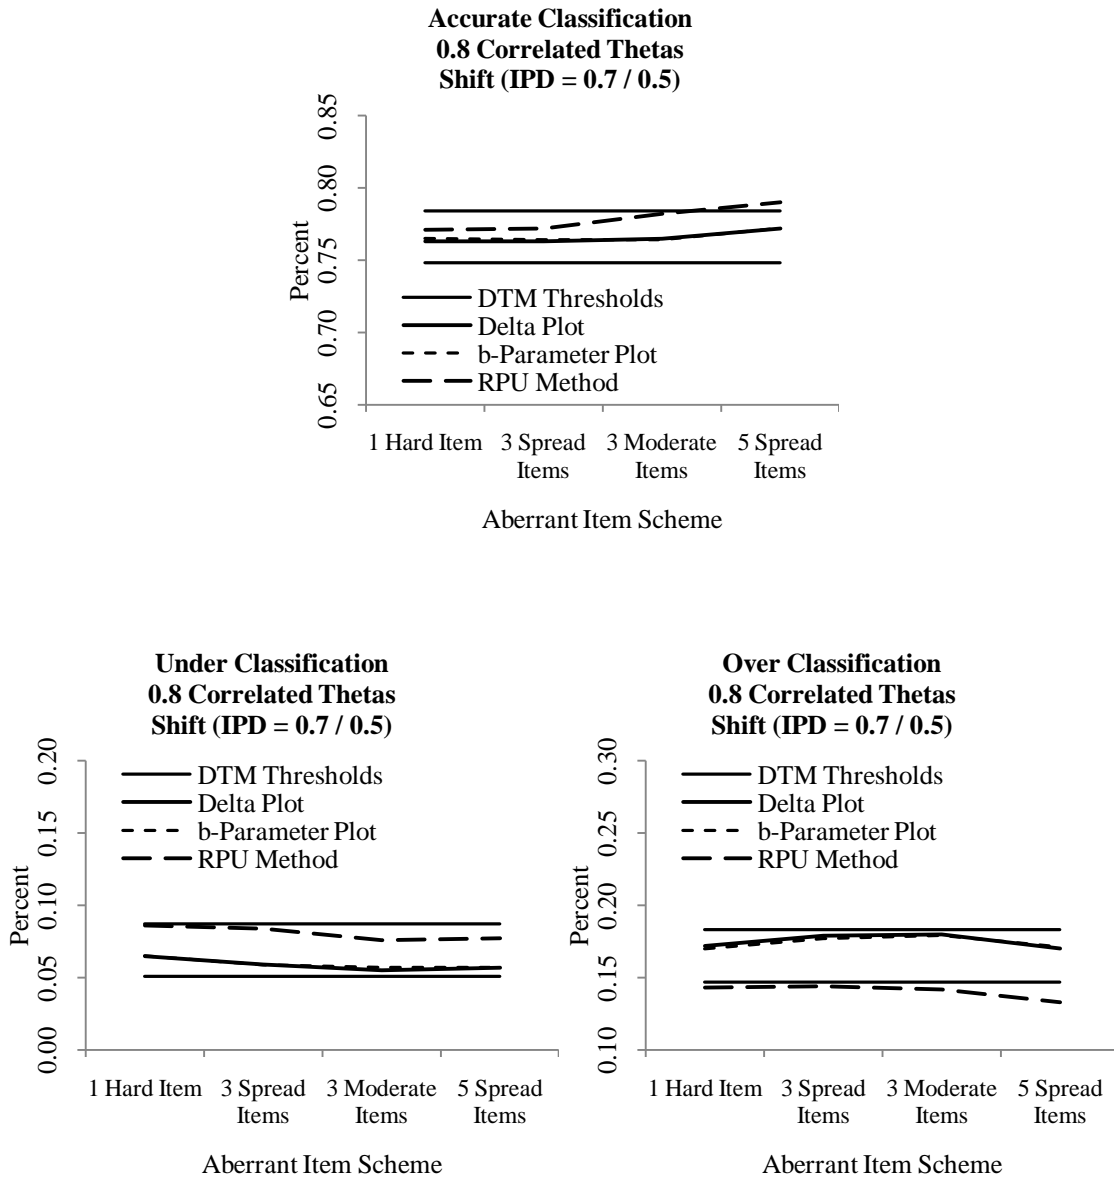 Accurate Classification
0.8 Correlated Thetas
Shift (IPD = 0.7 / 0.5)
0.85
0.80
0.75
0.70
0.65
Percent
DTM Thresholds
Delta Plot
b-Parameter Plot
RPU Method
1 Hard Item 3 Spread Items 3 Moderate Items 5 Spread Items
Aberrant Item Scheme
Under Classification
0.8 Correlated Thetas
Shift (IPD = 0.7 / 0.5)
0.20
0.15
0.10
0.05
0.00
Percent
DTM Thresholds
Delta Plot
b-Parameter Plot
RPU Method
1 Hard Item 3 Spread Items 3 Moderate Items 5 Spread Items
Aberrant Item Scheme
Over Classification
0.8 Correlated Thetas
Shift (IPD = 0.7 / 0.5)
0.30
0.25
0.20
0.15
0.10
Percent
DTM Thresholds
Delta Plot
b-Parameter Plot
RPU Method
1 Hard Item 3 Spread Items 3 Moderate Items 5 Spread Items
Aberrant Item Scheme